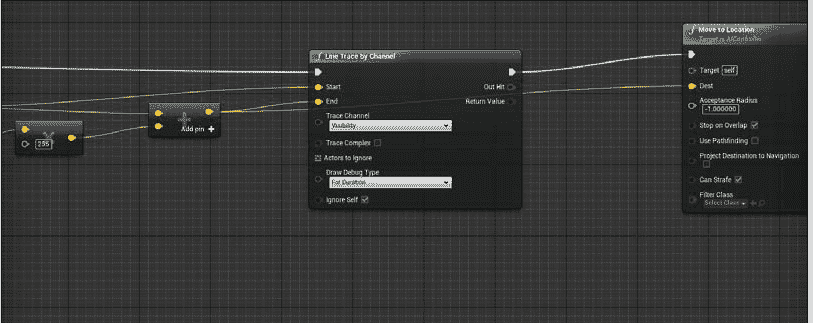 Line Trace by Channel
Start
Out Hit
End
Return Value
Trace Channel
Visibility
Trace Complex
Actors to Ignore
Draw Debug Type
For Duration
Ignore Self
Add pin +
235
Move to Location
Target is AIController
Target self
Dest
Acceptance Radius
-1.000000
Stop on Overlap
Use Pathfinding
Project Destination to Navigation
Can Strafe
Filter Class
Select Class